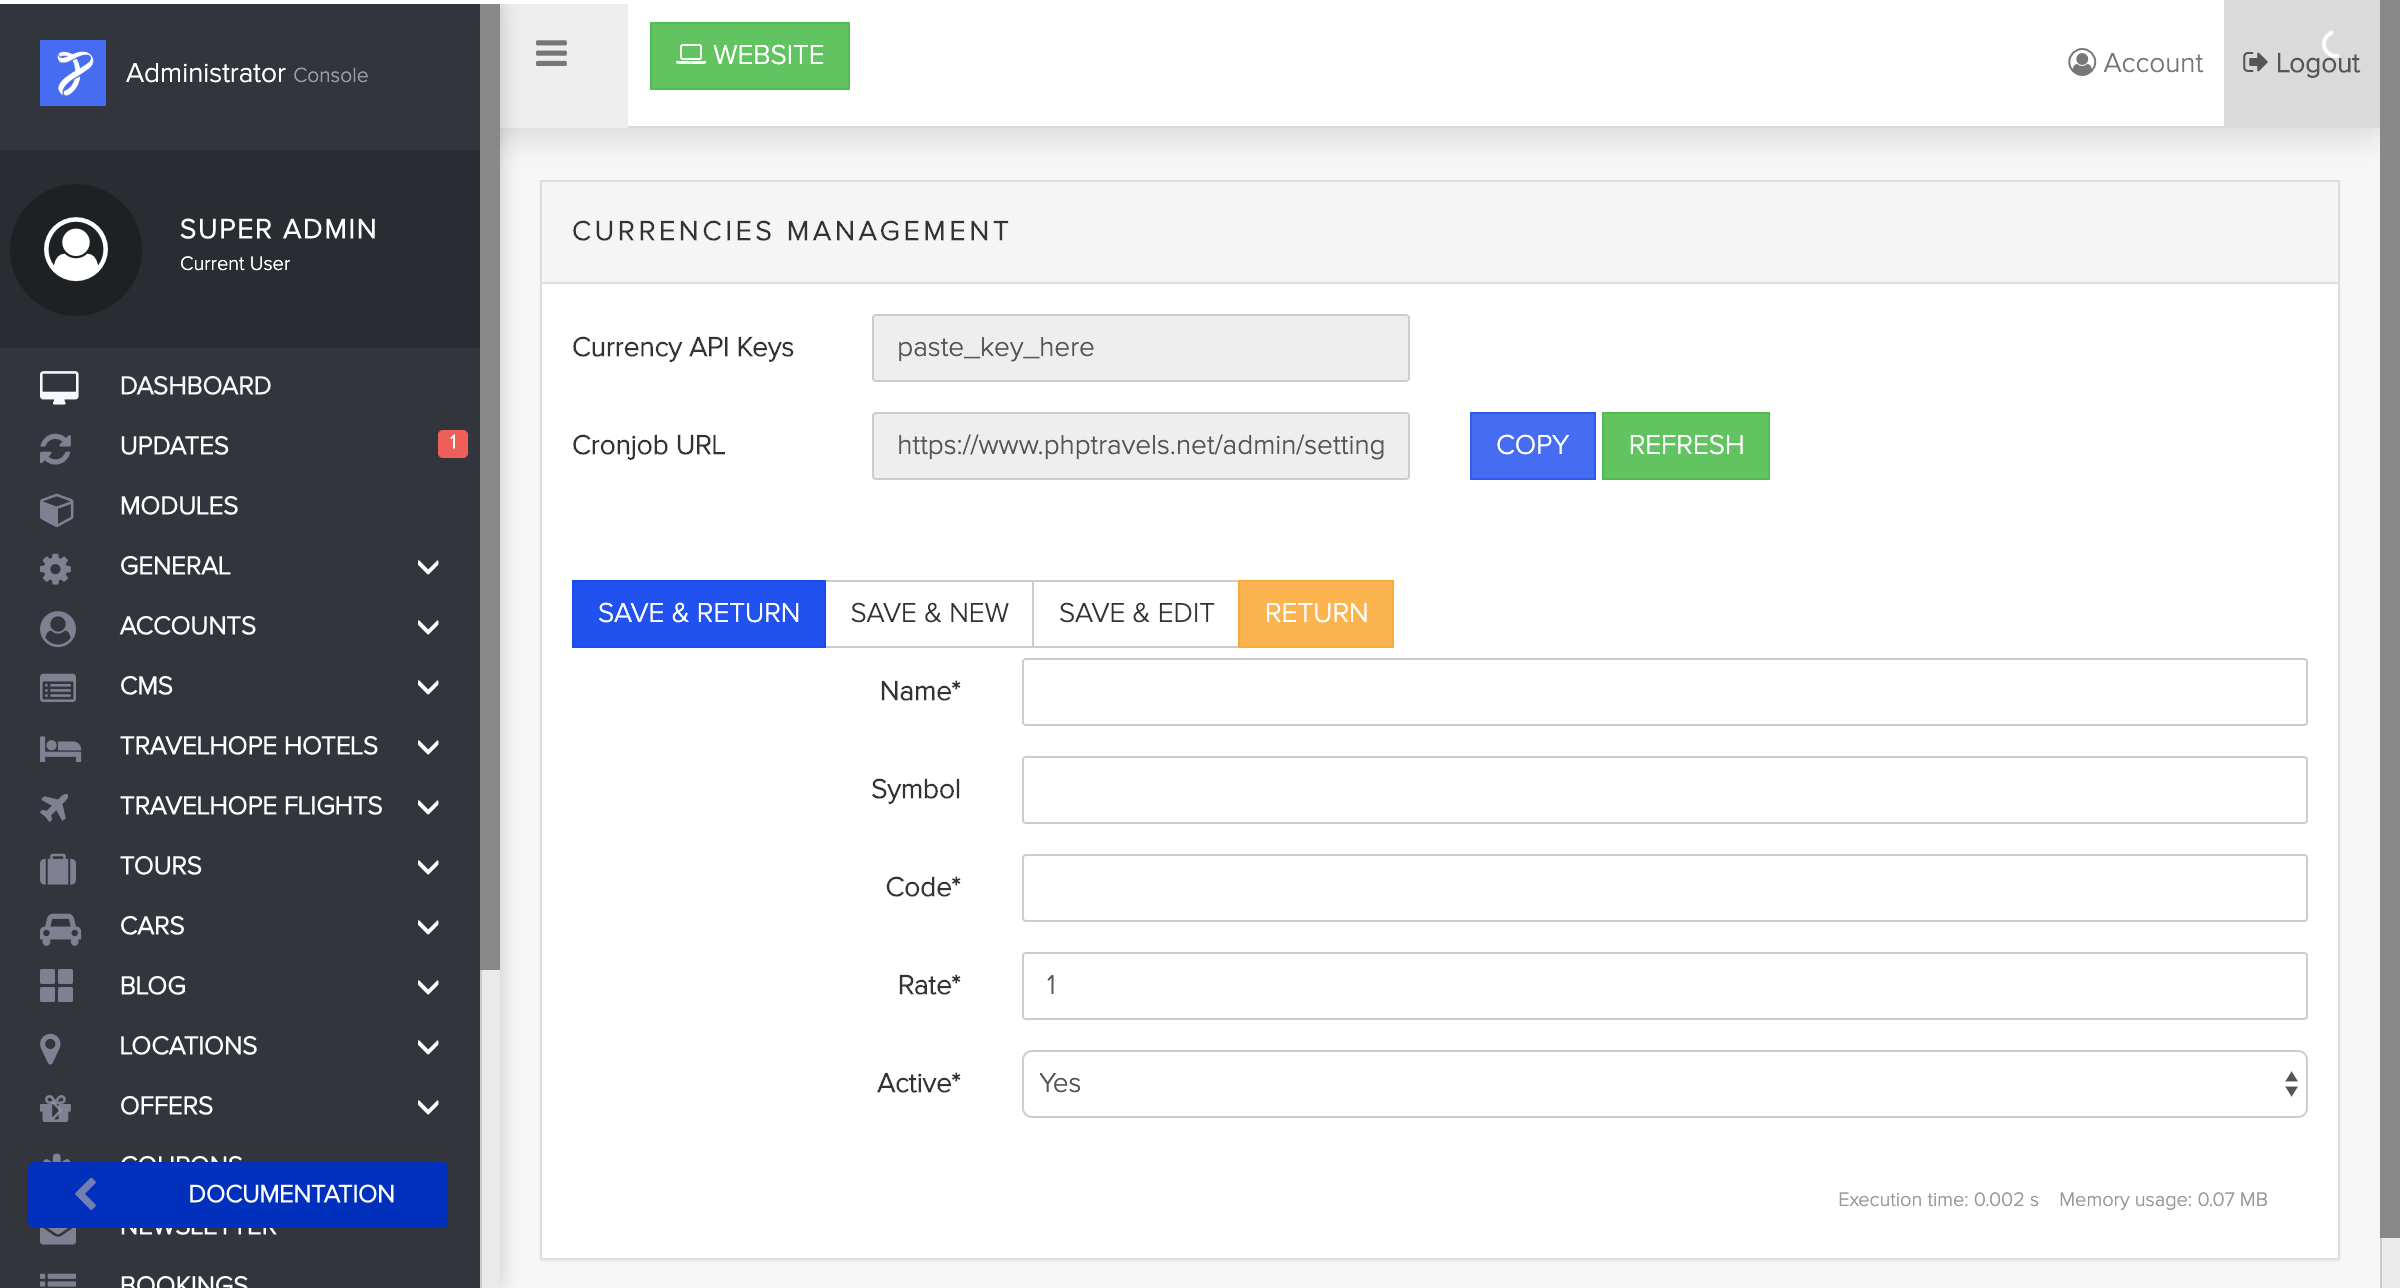 Administrator Console
WEBSITE
Account
Logout
SUPER ADMIN
Current User
DASHBOARD
UPDATES 1
MODULES
GENERAL
ACCOUNTS
CMS
TRAVELHOPE HOTELS
TRAVELHOPE FLIGHTS
TOURS
CARS
BLOG
LOCATIONS
OFFERS
COUPONS
DOCUMENTATION
NEWSLETTER
BOOKINGS
CURRENCIES MANAGEMENT
Currency API Keys paste_key_here
Cronjob URL https://www.phptravels.net/admin/setting COPY REFRESH
SAVE & RETURN SAVE & NEW SAVE & EDIT RETURN
Name*
Symbol
Code*
Rate* 1
Active* Yes
Execution time: 0.002 s Memory usage: 0.07 MB